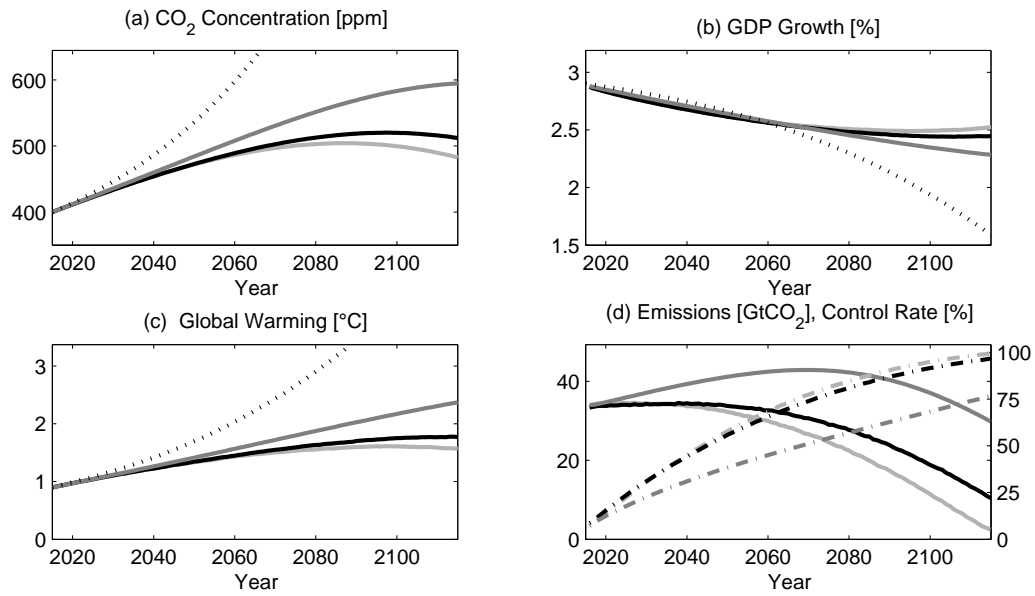 (a) CO2 Concentration [ppm]
600
500
400
2020 2040 2060 2080 2100
Year
(b) GDP Growth [%]
3
2.5
2
1.5
2020 2040 2060 2080 2100
Year
(c) Global Warming [°C]
3
2
1
0
2020 2040 2060 2080 2100
Year
(d) Emissions [GtCO2], Control Rate [%]
40
20
0
100
75
50
25
0
2020 2040 2060 2080 2100
Year